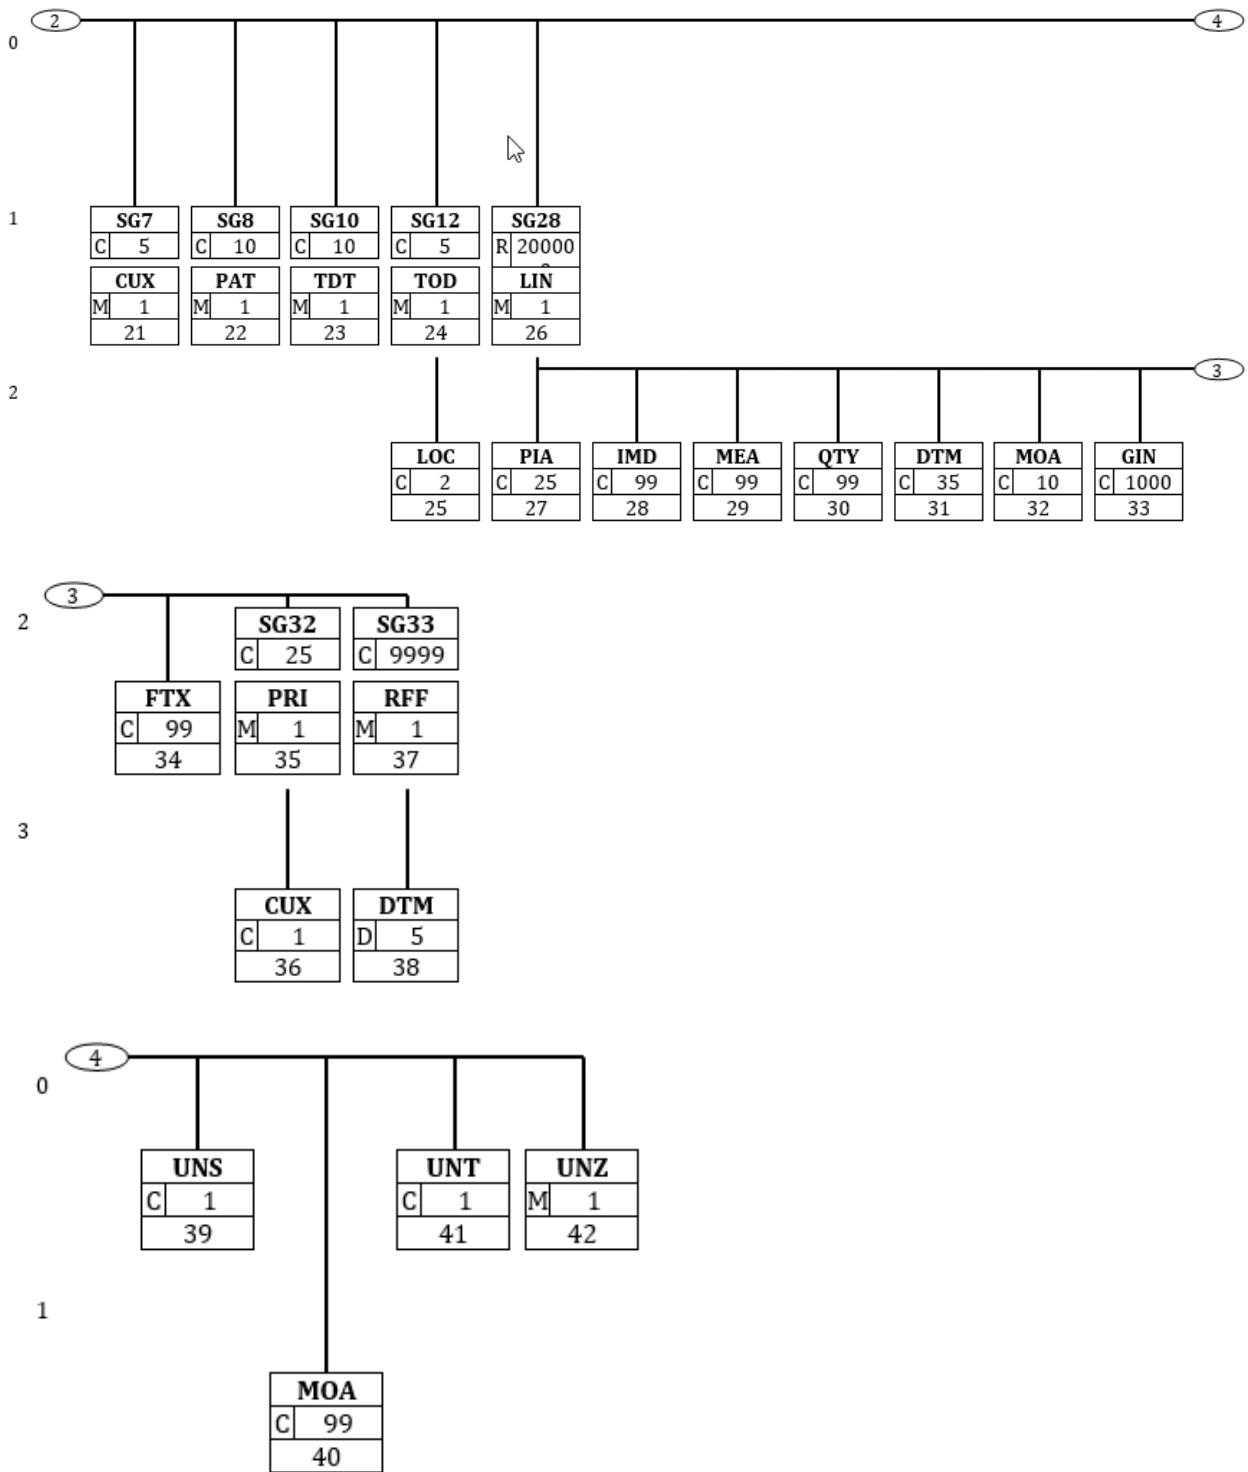 2 4
0
1
SG7 SG8 SG10 SG12 SG28
C 5 C 10 C 10 C 5 R 20000
CUX PAT TDT TOD LIN
M 1 M 1 M 1 M 1 M 1
21 22 23 24 26
3
2
LOC PIA IMD MEA QTY DTM MOA GIN
C 2 C 25 C 99 C 99 C 99 C 35 C 10 C 1000
25 27 28 29 30 31 32 33
3
2 SG32 SG33
C 25 C 9999
FTX PRI RFF
C 99 M 1 M 1
34 35 37
3
CUX DTM
C 1 D 5
36 38
4
0
UNS UNT UNZ
C 1 C 1 M 1
39 41 42
1
MOA
C 99
40